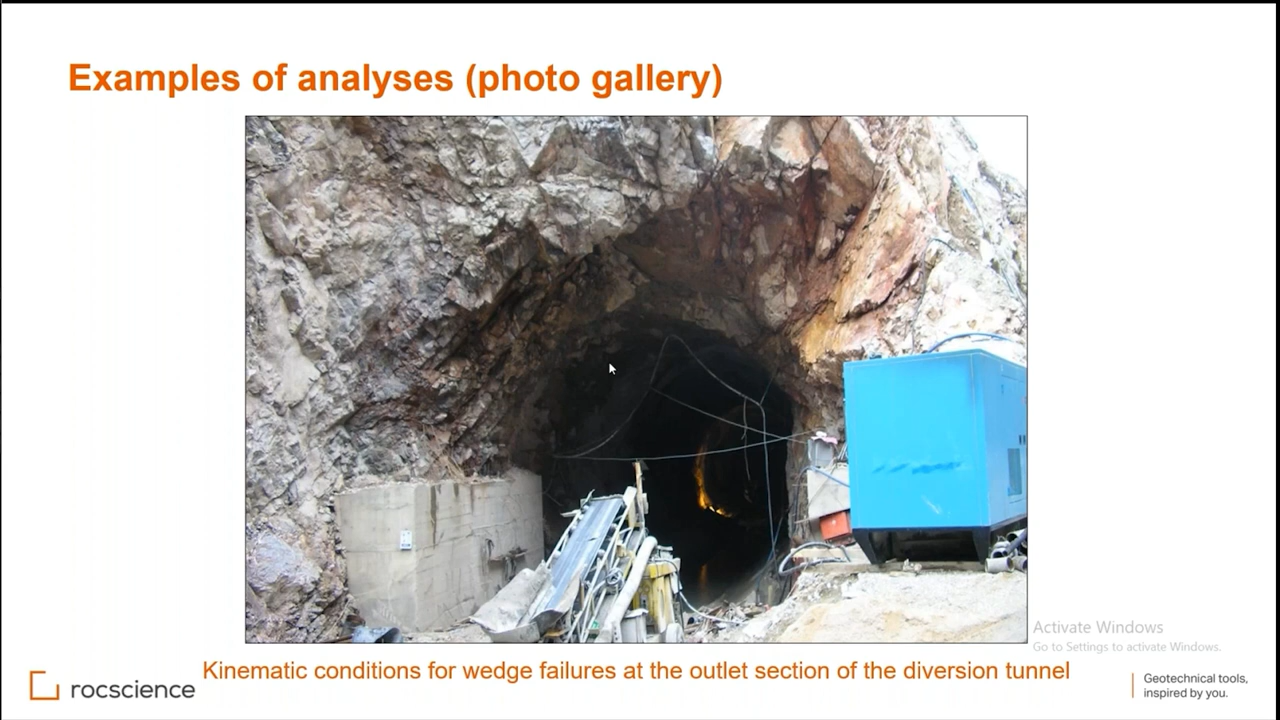 Examples of analyses (photo gallery)
Activate Windows
Go to Settings to activate Windows.
Kinematic conditions for wedge failures at the outlet section of the diversion tunnel
rocscience
Geotechnical tools,
inspired by you.